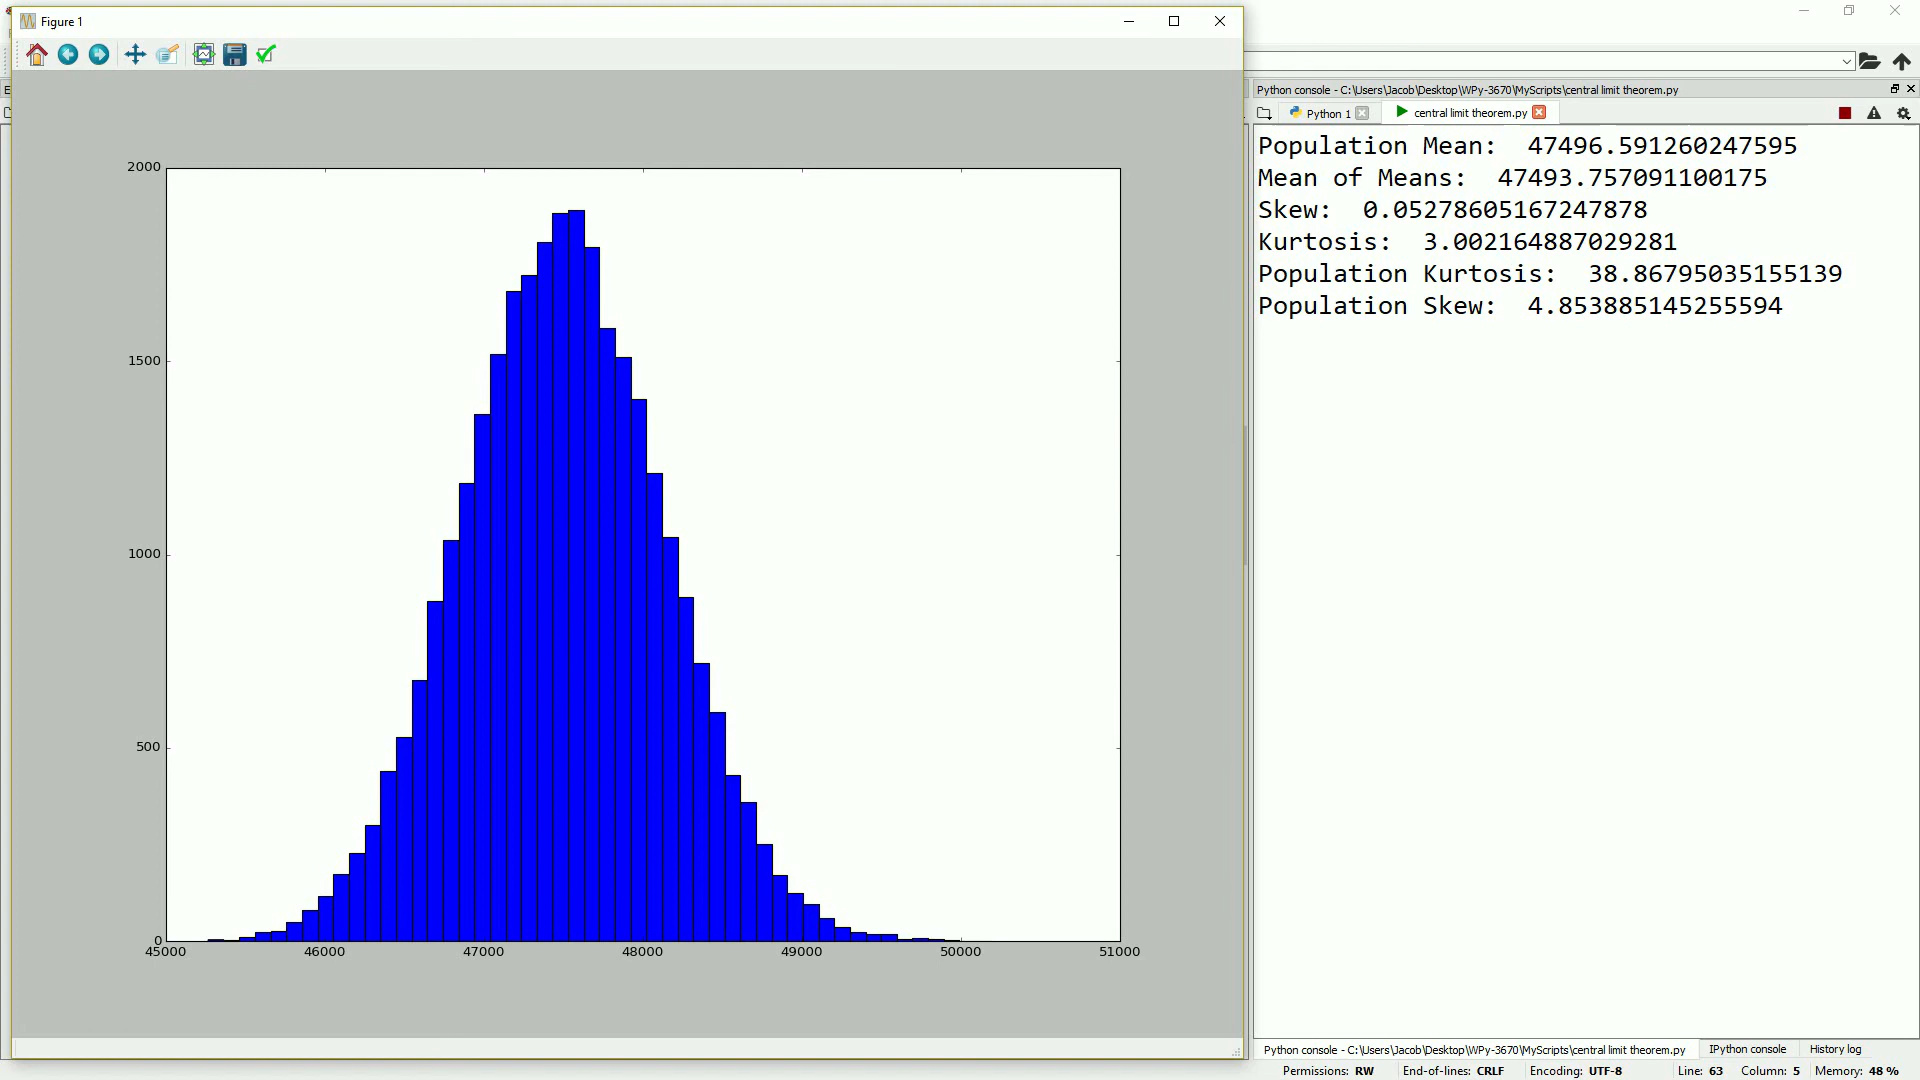 Figure 1
2000
1500
1000
500
0
45000 46000 47000 48000 49000 50000 51000
Python console - C:\Users\Jacob\Desktop\WPy-3670\MyScripts\central limit theorem.py
Python 1 central limit theorem.py
Population Mean: 47496.591260247595
Mean of Means: 47493.757091100175
Skew: 0.05278605167247878
Kurtosis: 3.002164887029281
Population Kurtosis: 38.86795035155139
Population Skew: 4.853885145255594
Python console - C:\Users\Jacob\Desktop\WPy-3670\MyScripts\central limit theorem.py IPython console History log
Permissions: RW End-of-lines: CRLF Encoding: UTF-8 Line: 63 Column: 5 Memory: 48 %